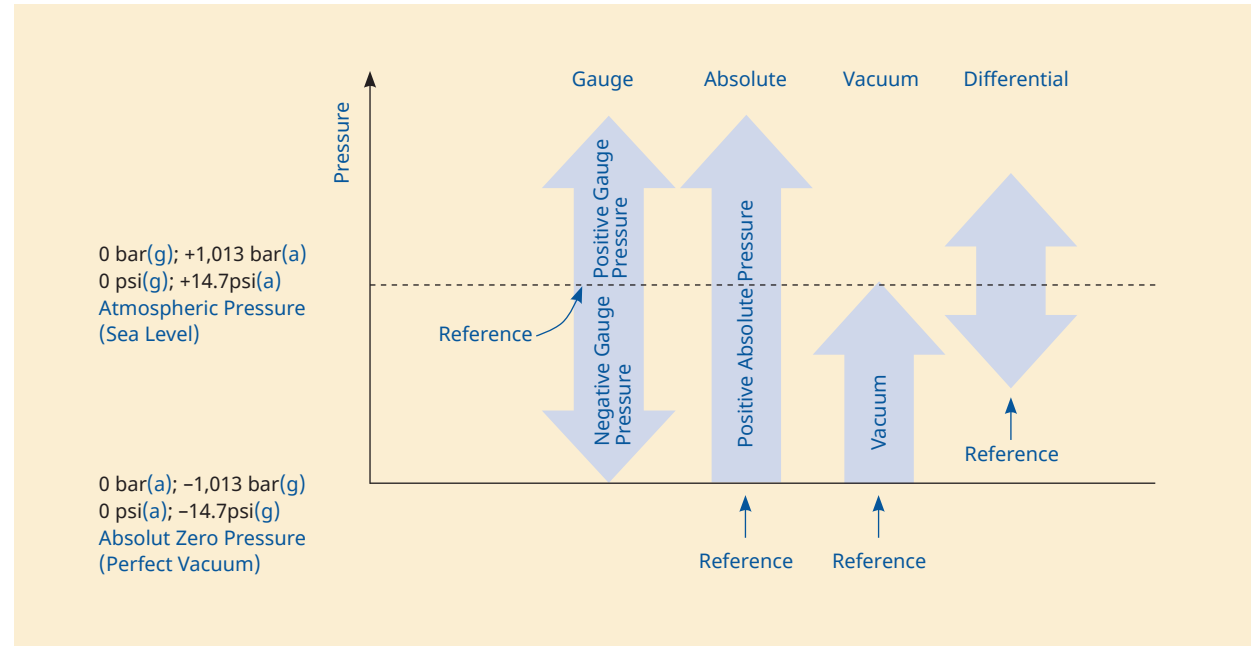 Gauge
Absolute
Vacuum
Differential
Pressure
Positive Gauge
Pressure
Negative Gauge
Pressure
Positive Absolute Pressure
Vacuum
0 bar(g); +1,013 bar(a)
0 psi(g); +14.7psi(a)
Atmospheric Pressure
(Sea Level)
Reference
Reference
0 bar(a); –1,013 bar(g)
0 psi(a); –14.7psi(g)
Absolut Zero Pressure
(Perfect Vacuum)
Reference
Reference